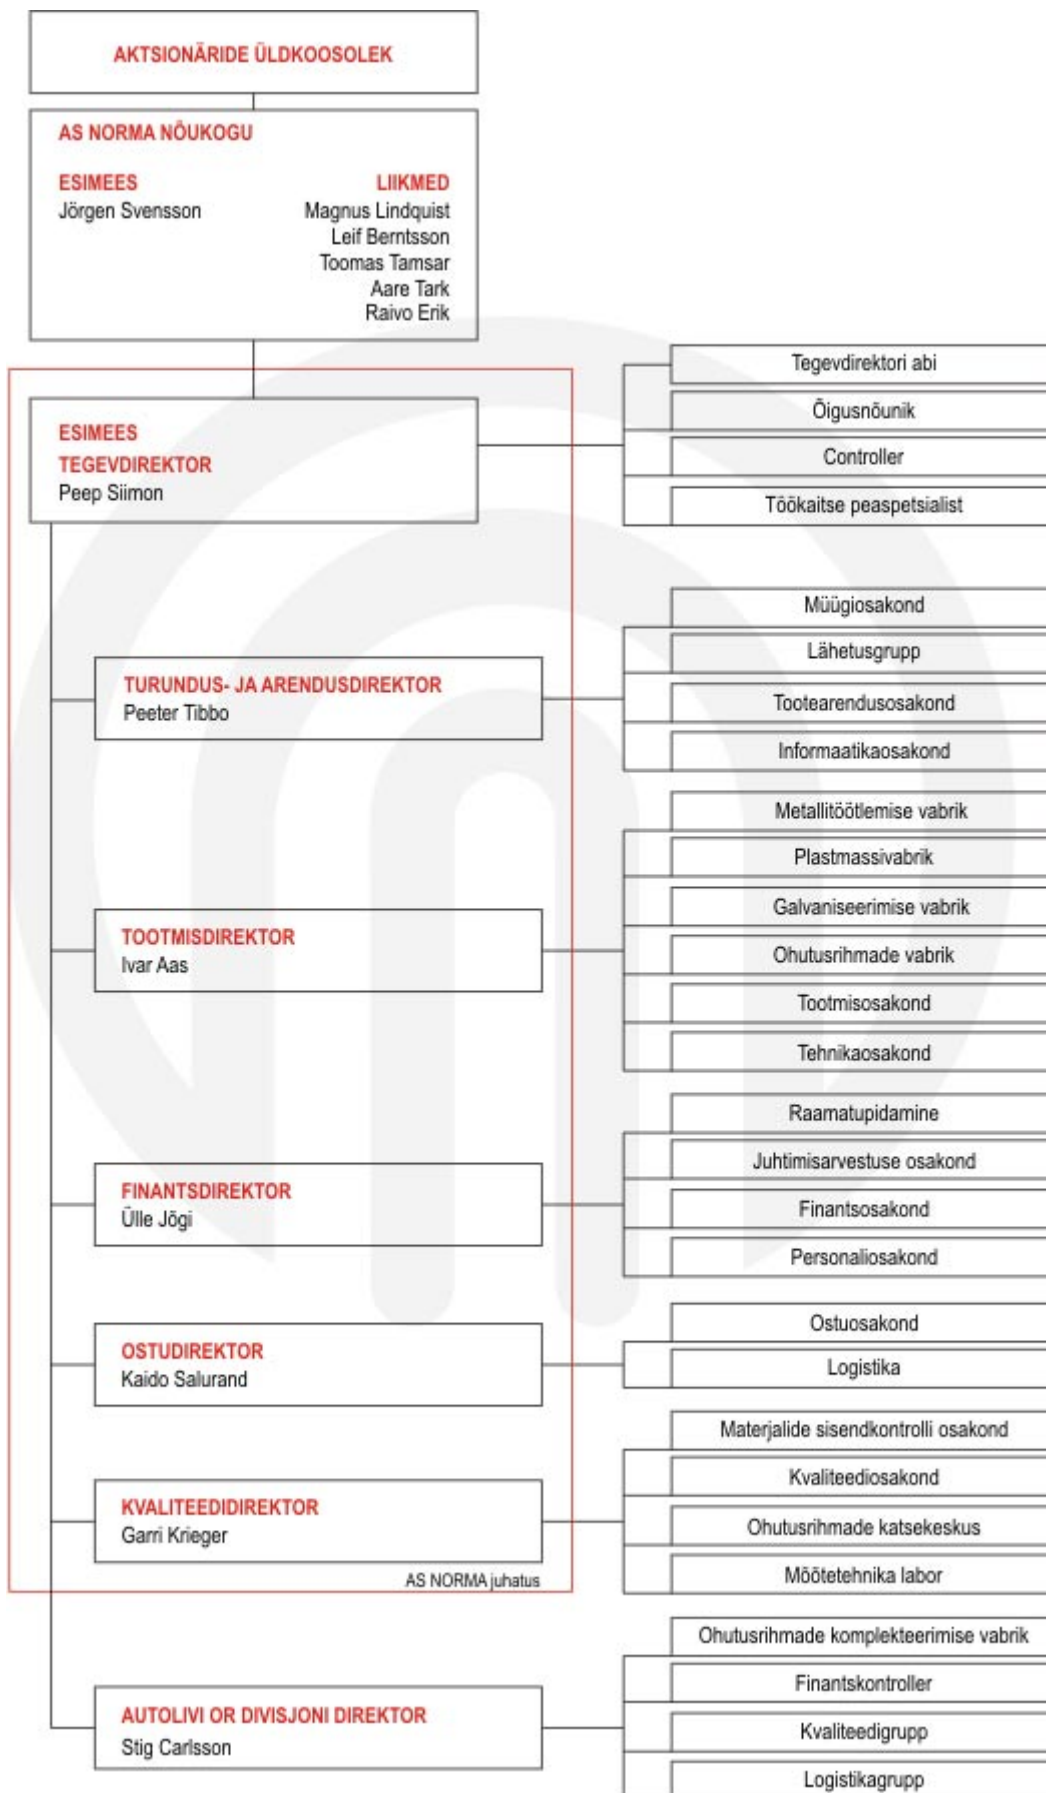 AKTSIONÄRIDE ÜLDKOOSOLEK
AS NORMA NÕUKOGU
ESIMEES
Jörgen Svensson
LIIKMED
Magnus Lindquist
Leif Berntsson
Toomas Tamsar
Aare Tark
Raivo Erik
ESIMEES
TEGEVDIREKTOR
Peep Siimon
Tegevdirektori abi
Õigusnõunik
Controller
Töökaitse peaspetsialist
TURUNDUS- JA ARENDUSDIREKTOR
Peeter Tibbo
Müügiosakond
Lähetusgrupp
Tootearendusosakond
Informaatikaosakond
TOOTMISDIREKTOR
Ivar Aas
Metallitöötlemise vabrik
Plastmassivabrik
Galvaniseerimise vabrik
Ohutusrihmade vabrik
Tootmisosakond
Tehnikaosakond
FINANTSDIREKTOR
Ülle Jõgi
Raamatupidamine
Juhtimisarvestuse osakond
Finantsosakond
Personaliosakond
OSTUDIREKTOR
Kaido Salurand
Ostuosakond
Logistika
KVALITEEDIDIREKTOR
Garri Krieger
Materjalide sisendkontrolli osakond
Kvaliteediosakond
Ohutusrihmade katsekeskus
Mõõtetehnika labor
AS NORMA juhatus
AUTOLIVI OR DIVISJONI DIREKTOR
Stig Carlsson
Ohutusrihmade komplekteerimise vabrik
Finantskontroller
Kvaliteedigrupp
Logistikagrupp